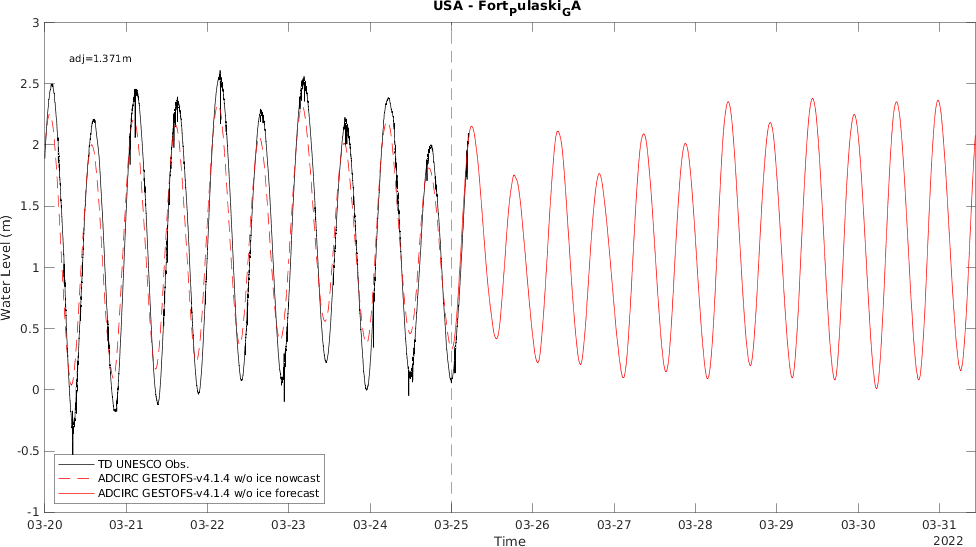 USA - Fort_Pulaski_GA
3
adj=1.371m
2.5
2
1.5
1
0.5
0
-0.5
-1
Water Level (m)
TD UNESCO Obs.
ADCIRC GESTOFS-v4.1.4 w/o ice nowcast
ADCIRC GESTOFS-v4.1.4 w/o ice forecast
03-20 03-21 03-22 03-23 03-24 03-25 03-26 03-27 03-28 03-29 03-30 03-31
Time
2022